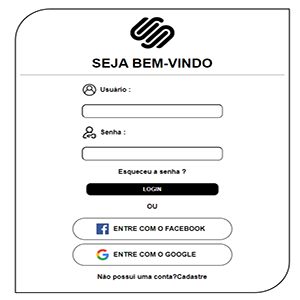 SEJA BEM-VINDO
Usuário :
Senha :
Esqueceu a senha ?
LOGIN
OU
ENTRE COM O FACEBOOK
ENTRE COM O GOOGLE
Não possui uma conta?Cadastre